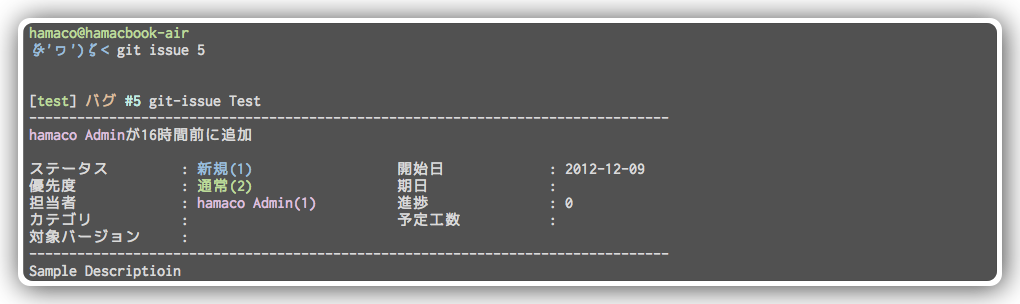 hamaco@hamacbook-air
ζ*'ヮ')ζ< git issue 5
[test] バグ #5 git-issue Test
--------------------------------------------------------------------------------
hamaco Adminが16時間前に追加
ステータス : 新規(1) 開始日 : 2012-12-09
優先度 : 通常(2) 期日 :
担当者 : hamaco Admin(1) 進捗 : 0
カテゴリ : 予定工数 :
対象バージョン :
--------------------------------------------------------------------------------
Sample Descriptioin